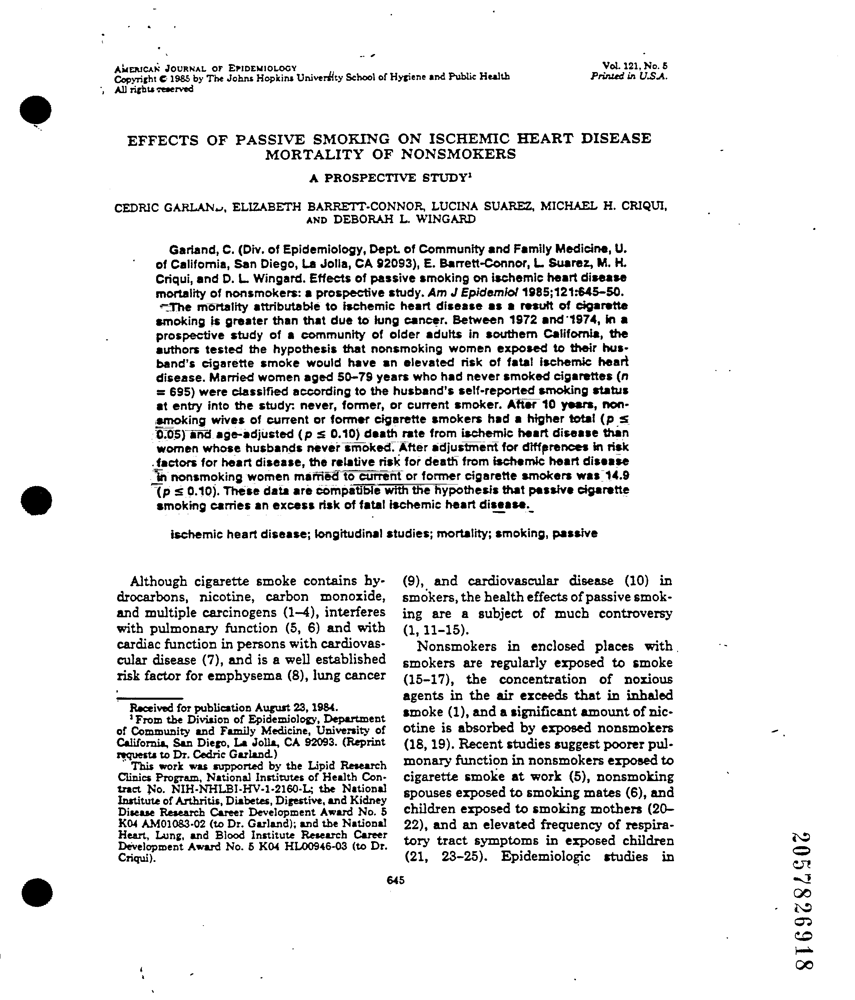 AMERICAN JOURNAL OF EPIDEMIOLOGY
Copyright © 1985 by The Johns Hopkins University School of Hygiene and Public Health
All rights reserved
Vol. 121, No. 5
Printed in U.S.A.
EFFECTS OF PASSIVE SMOKING ON ISCHEMIC HEART DISEASE
MORTALITY OF NONSMOKERS
A PROSPECTIVE STUDY¹
CEDRIC GARLAND, ELIZABETH BARRETT-CONNOR, LUCINA SUAREZ, MICHAEL H. CRIQUI,
AND DEBORAH L. WINGARD
Garland, C. (Div. of Epidemiology, Dept. of Community and Family Medicine, U.
of California, San Diego, La Jolla, CA 92093), E. Barrett-Connor, L. Suarez, M. H.
Criqui, and D. L. Wingard. Effects of passive smoking on ischemic heart disease
mortality of nonsmokers: a prospective study. Am J Epidemiol 1985;121:645–50.
The mortality attributable to ischemic heart disease as a result of cigarette
smoking is greater than that due to lung cancer. Between 1972 and 1974, in a
prospective study of a community of older adults in southern California, the
authors tested the hypothesis that nonsmoking women exposed to their hus-
band's cigarette smoke would have an elevated risk of fatal ischemic heart
disease. Married women aged 50–79 years who had never smoked cigarettes (n
= 695) were classified according to the husband's self-reported smoking status
at entry into the study: never, former, or current smoker. After 10 years, non-
smoking wives of current or former cigarette smokers had a higher total (p ≤
0.05) and age-adjusted (p ≤ 0.10) death rate from ischemic heart disease than
women whose husbands never smoked. After adjustment for differences in risk
factors for heart disease, the relative risk for death from ischemic heart disease
in nonsmoking women married to current or former cigarette smokers was 14.9
(p ≤ 0.10). These data are compatible with the hypothesis that passive cigarette
smoking carries an excess risk of fatal ischemic heart disease.
ischemic heart disease; longitudinal studies; mortality; smoking, passive
Although cigarette smoke contains hy-
drocarbons, nicotine, carbon monoxide,
and multiple carcinogens (1–4), interferes
with pulmonary function (5, 6) and with
cardiac function in persons with cardiovas-
cular disease (7), and is a well established
risk factor for emphysema (8), lung cancer
Received for publication August 23, 1984.
¹ From the Division of Epidemiology, Department
of Community and Family Medicine, University of
California, San Diego, La Jolla, CA 92093. (Reprint
requests to Dr. Cedric Garland.)
This work was supported by the Lipid Research
Clinics Program, National Institutes of Health Con-
tract No. NIH-NHLBI-HV-1-2160-L; the National
Institute of Arthritis, Diabetes, Digestive, and Kidney
Disease Research Career Development Award No. 5
K04 AM01083-02 (to Dr. Garland); and the National
Heart, Lung, and Blood Institute Research Career
Development Award No. 5 K04 HL00946-03 (to Dr.
Criqui).
(9), and cardiovascular disease (10) in
smokers, the health effects of passive smok-
ing are a subject of much controversy
(1, 11–15).
Nonsmokers in enclosed places with
smokers are regularly exposed to smoke
(15–17), the concentration of noxious
agents in the air exceeds that in inhaled
smoke (1), and a significant amount of nic-
otine is absorbed by exposed nonsmokers
(18, 19). Recent studies suggest poorer pul-
monary function in nonsmokers exposed to
cigarette smoke at work (5), nonsmoking
spouses exposed to smoking mates (6), and
children exposed to smoking mothers (20–
22), and an elevated frequency of respira-
tory tract symptoms in exposed children
(21, 23–25). Epidemiologic studies in
645
2057826918